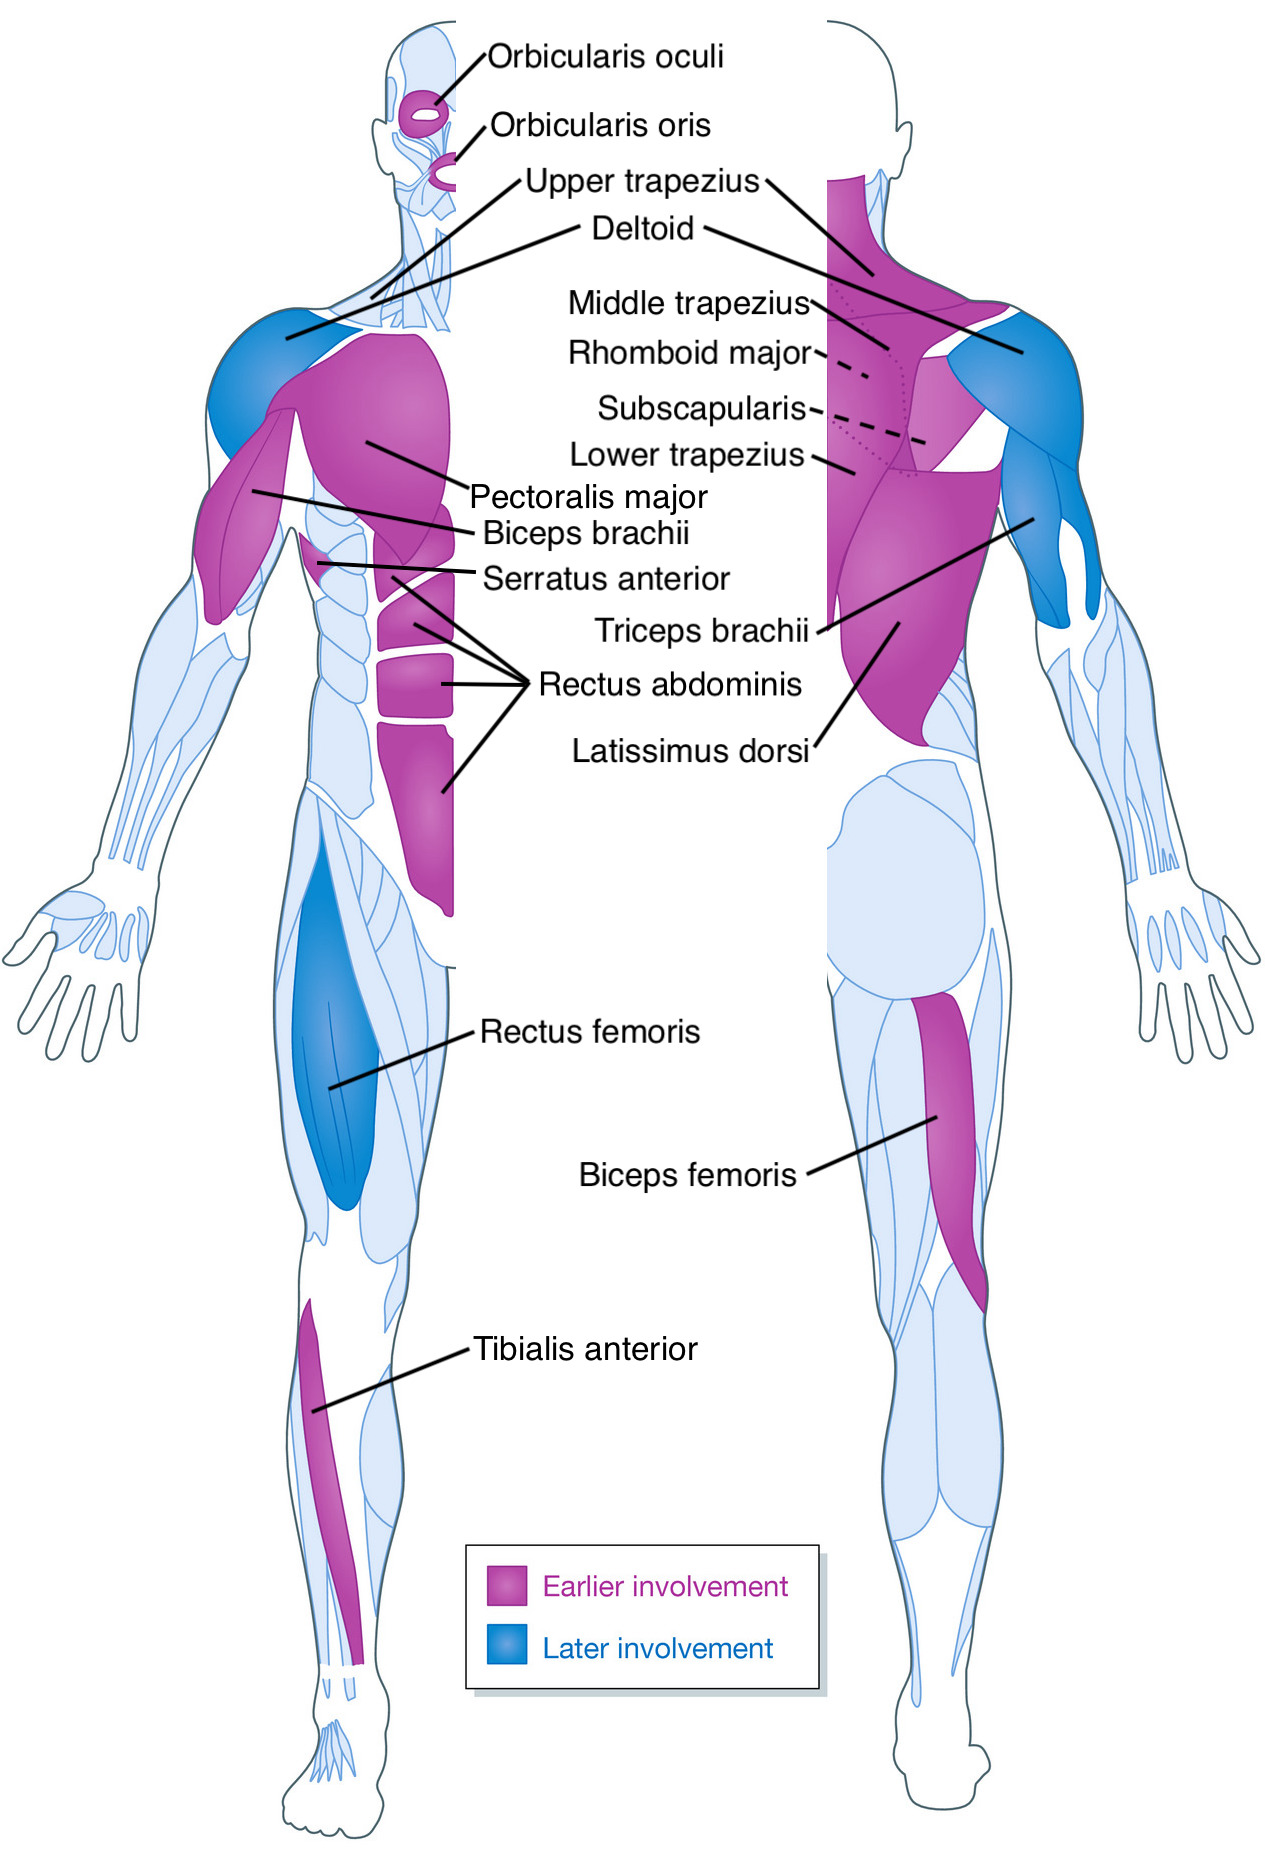 Orbicularis oculi
Orbicularis oris
Upper trapezius
Deltoid
Middle trapezius
Rhomboid major
Subscapularis
Lower trapezius
Pectoralis major
Biceps brachii
Serratus anterior
Triceps brachii
Rectus abdominis
Latissimus dorsi
Rectus femoris
Biceps femoris
Tibialis anterior
Earlier involvement
Later involvement